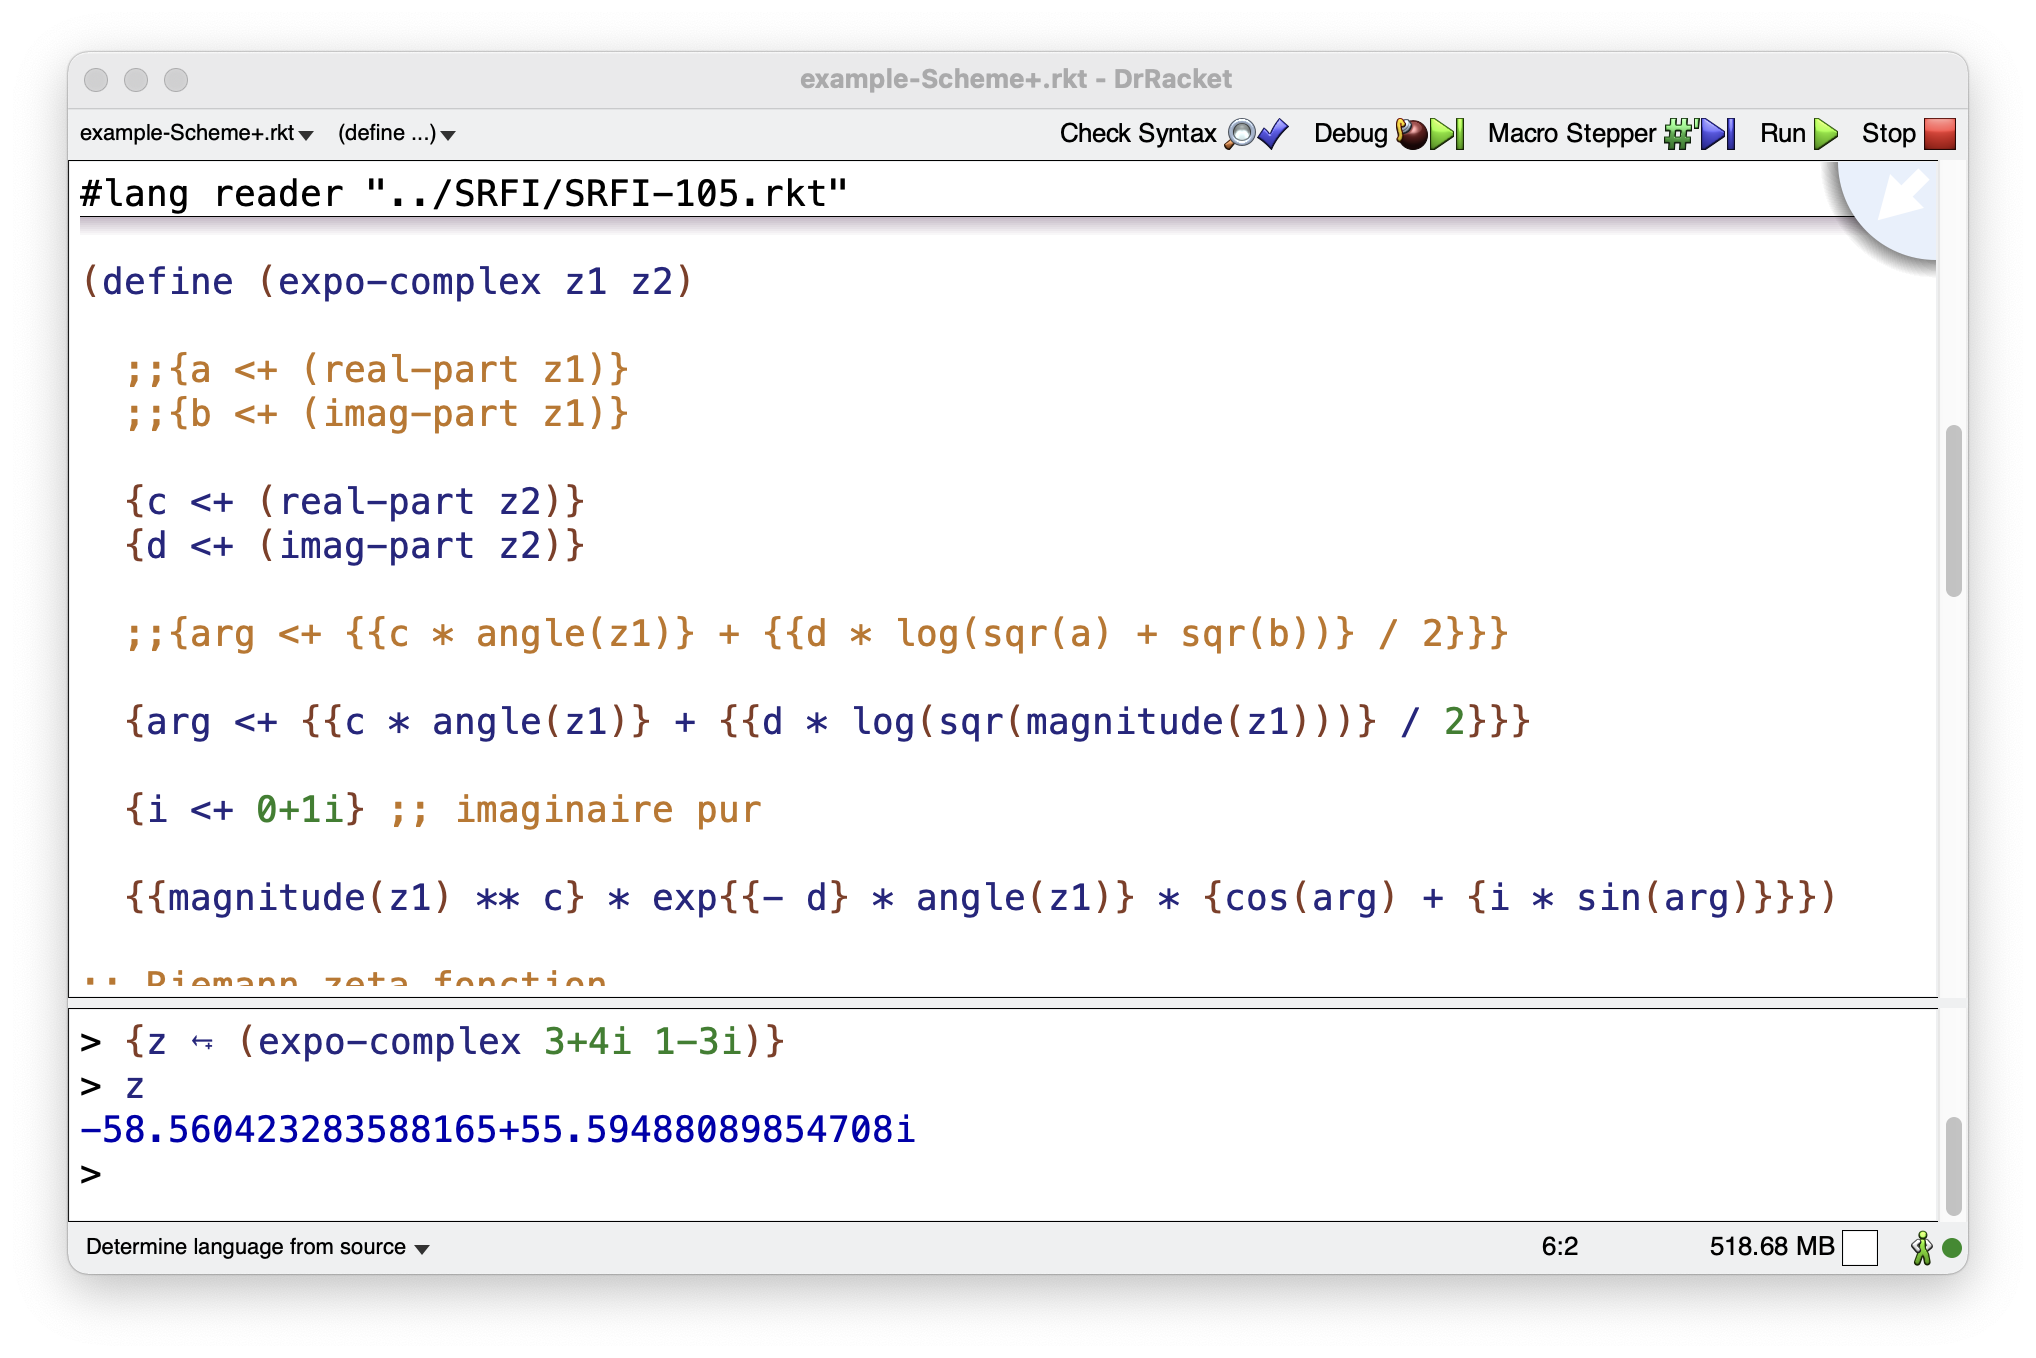 example-Scheme+.rkt - DrRacket
example-Scheme+.rkt (define ...) Check Syntax Debug Macro Stepper #' Run Stop
#lang reader "../SRFI/SRFI-105.rkt"
(define (expo-complex z1 z2)
;;{a <+ (real-part z1)}
;;{b <+ (imag-part z1)}
{c <+ (real-part z2)}
{d <+ (imag-part z2)}
;;{arg <+ {{c * angle(z1)} + {{d * log(sqr(a) + sqr(b))} / 2}}}
{arg <+ {{c * angle(z1)} + {{d * log(sqr(magnitude(z1)))} / 2}}}
{i <+ 0+1i} ;; imaginaire pur
{{magnitude(z1) ** c} * exp{{- d} * angle(z1)} * {cos(arg) + {i * sin(arg)}}})
;; Riemann zeta fonction
> {z ⥆ (expo-complex 3+4i 1-3i)}
> z
-58.560423283588165+55.59488089854708i
>
Determine language from source 6:2 518.68 MB